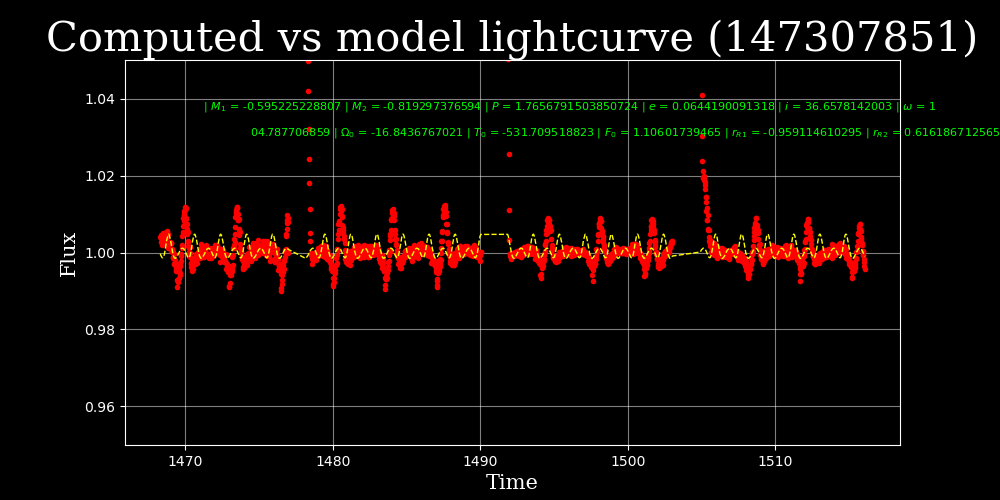 Computed vs model lightcurve (147307851)
| M1 = -0.595225228807 | M2 = -0.819297376594 | P = 1.7656791503850724 | e = 0.0644190091318 | i = 36.6578142003 | ω = 1
04.787706859 | Ω0 = -16.8436767021 | T0 = -531.709518823 | F0 = 1.10601739465 | rR1 = -0.959114610295 | rR2 = 0.616186712565
1.04
1.02
1.00
0.98
0.96
Flux
1470 1480 1490 1500 1510
Time